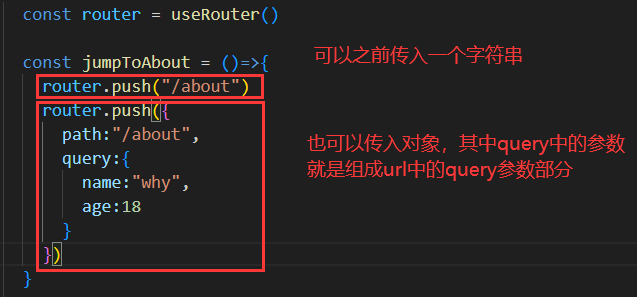 const router = useRouter()
const jumpToAbout = ()=>{
可以之前传入一个字符串
router.push("/about")
router.push({
path:"/about",
也可以传入对象，其中query中的参数
query:{
就是组成url中的query参数部分
name:"why",
age:18
}
})
}